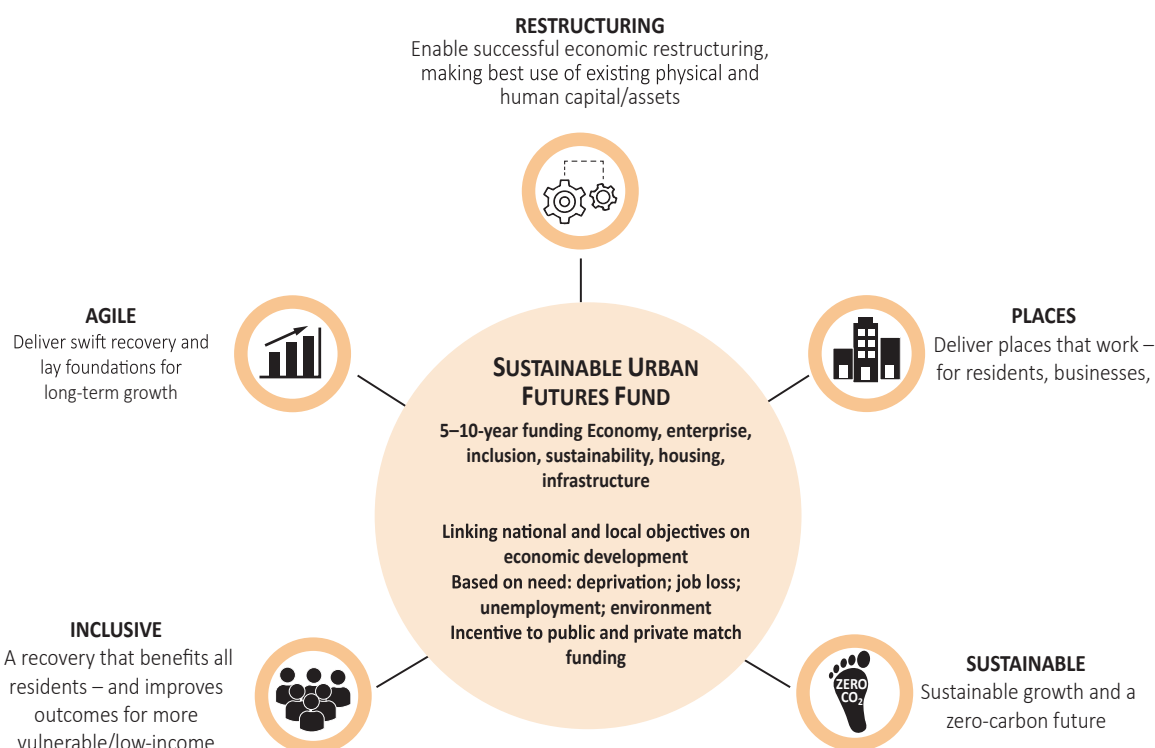 RESTRUCTURING
Enable successful economic restructuring,
making best use of existing physical and
human capital/assets
AGILE
Deliver swift recovery and
lay foundations for
long-term growth
PLACES
Deliver places that work –
for residents, businesses,
SUSTAINABLE URBAN
FUTURES FUND
5–10-year funding Economy, enterprise,
inclusion, sustainability, housing,
infrastructure
Linking national and local objectives on
economic development
Based on need: deprivation; job loss;
unemployment; environment
Incentive to public and private match
funding
INCLUSIVE
A recovery that benefits all
residents – and improves
outcomes for more
vulnerable/low-income
ZERO
CO₂
SUSTAINABLE
Sustainable growth and a
zero-carbon future